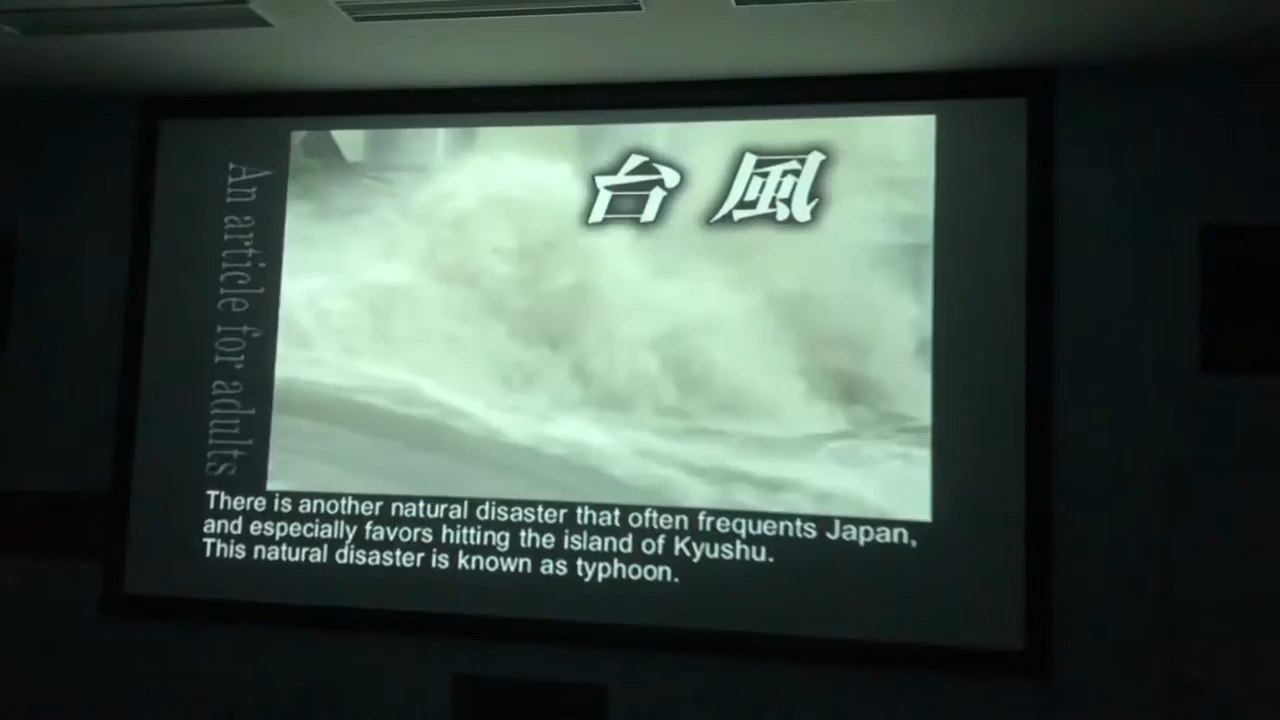 台風
An article for adults
There is another natural disaster that often frequents Japan,
and especially favors hitting the island of Kyushu.
This natural disaster is known as typhoon.